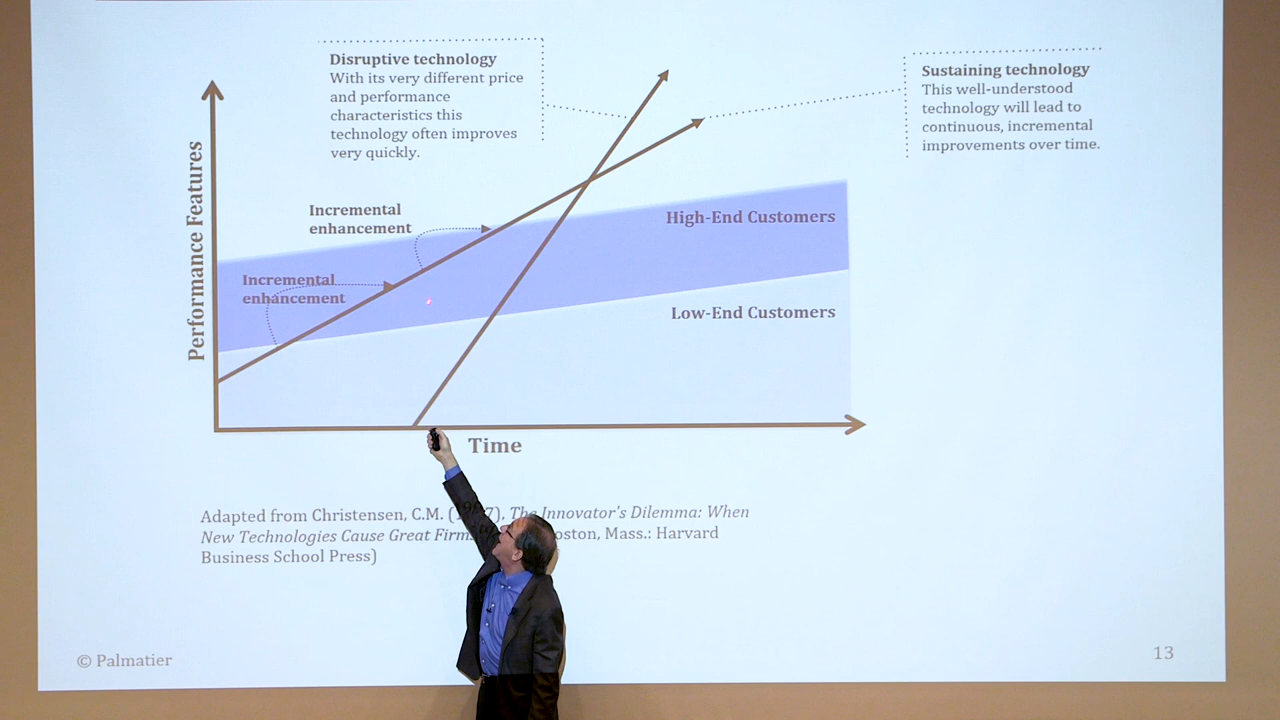 Disruptive technology
With its very different price
and performance
characteristics this
technology often improves
very quickly.
Sustaining technology
This well-understood
technology will lead to
continuous, incremental
improvements over time.
Performance Features
Incremental
enhancement
Incremental
enhancement
High-End Customers
Low-End Customers
Time
Adapted from Christensen, C.M. ( 7), The Innovator's Dilemma: When
New Technologies Cause Great Firms Boston, Mass.: Harvard
Business School Press)
© Palmatier
13